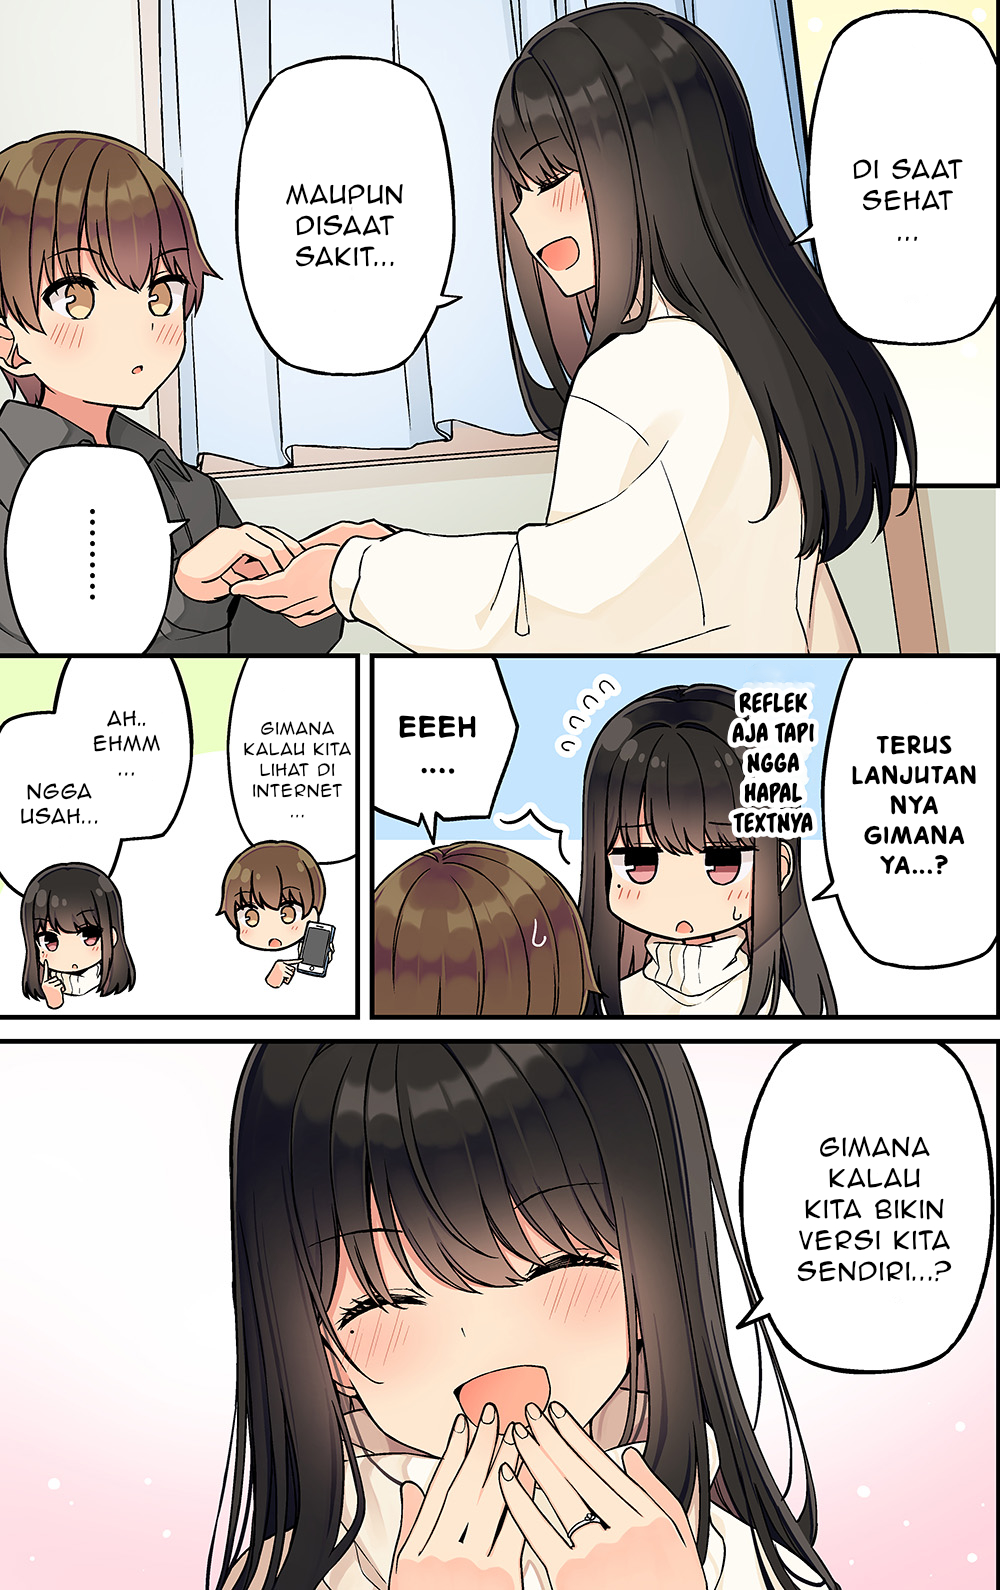 DI SAAT
SEHAT
...
MAUPUN
DISAAT
SAKIT...
.........
TERUS
LANJUTAN
NYA
GIMANA
YA...?
REFLEK
AJA TAPI
NGGA
HAPAL
TEXTNYA
EEEH
....
GIMANA
KALAU KITA
LIHAT DI
INTERNET
...
AH..
EHMM
...
NGGA
USAH...
GIMANA
KALAU
KITA BIKIN
VERSI KITA
SENDIRI...?